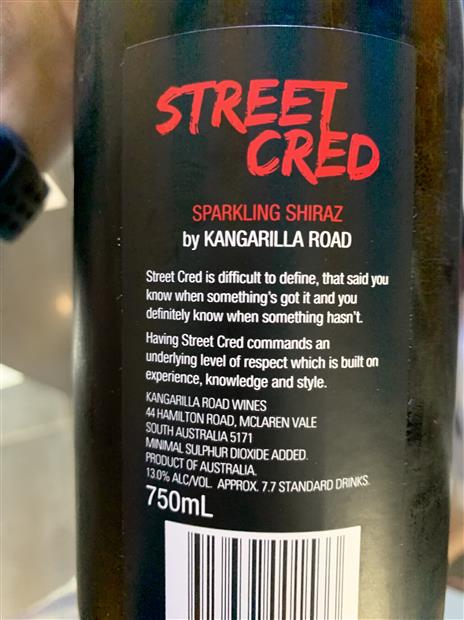 STREET
CRED
SPARKLING SHIRAZ
by KANGARILLA ROAD
Street Cred is difficult to define, that said you
know when something's got it and you
definitely know when something hasn't.
Having Street Cred commands an
underlying level of respect which is built on
experience, knowledge and style.
KANGARILLA ROAD WINES
44 HAMILTON ROAD, MCLAREN VALE
SOUTH AUSTRALIA 5171
MINIMAL SULPHUR DIOXIDE ADDED.
PRODUCT OF AUSTRALIA.
13.0% ALC/VOL. APPROX. 7.7 STANDARD DRINKS.
750mL